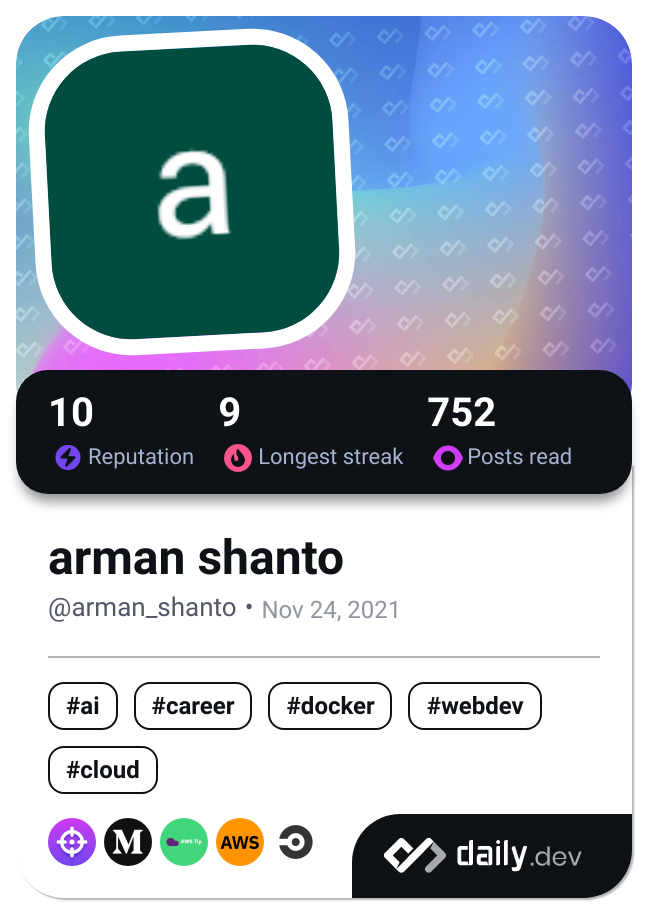 a
10 9 752
Reputation Longest streak Posts read
arman shanto
@arman_shanto • Nov 24, 2021
#ai #career #docker #webdev
#cloud
M AWS Tip AWS
daily.dev